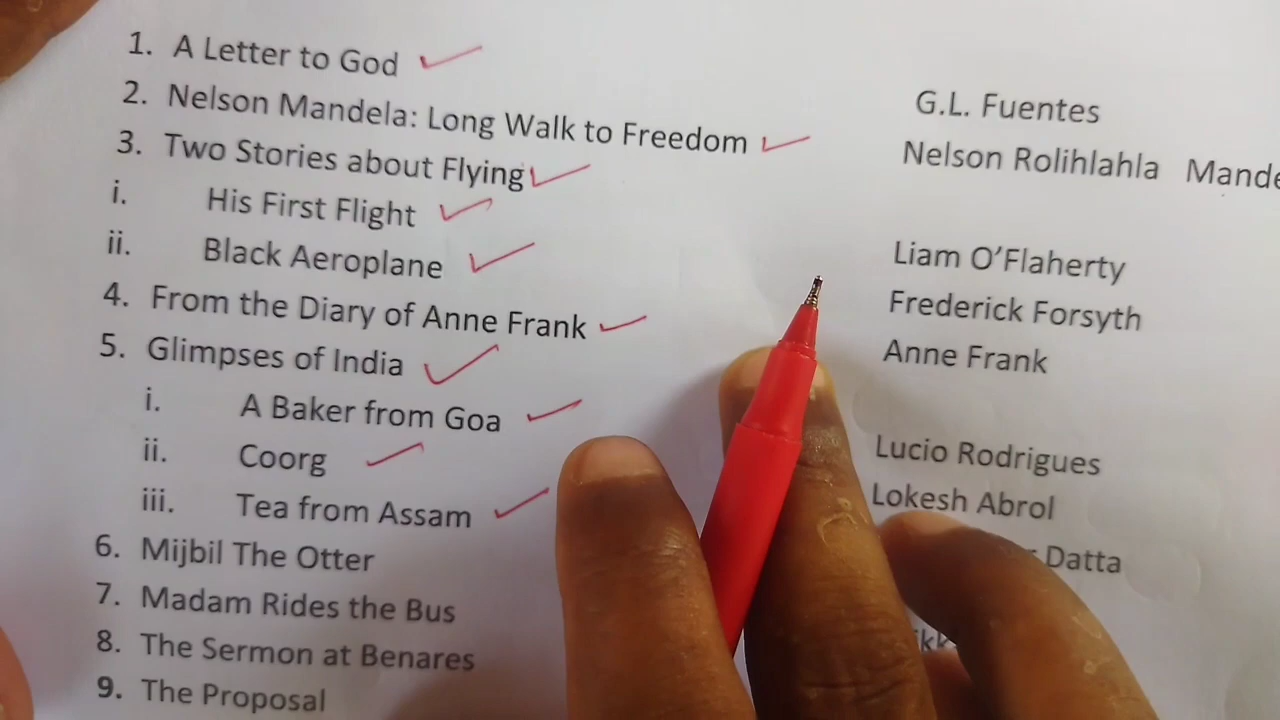 1. A Letter to God
G.L. Fuentes
2. Nelson Mandela: Long Walk to Freedom
Nelson Rolihlahla
3. Two Stories about Flying
i. His First Flight
Liam O'Flaherty
ii. Black Aeroplane
Frederick Forsyth
4. From the Diary of Anne Frank
Anne Frank
5. Glimpses of India
i. A Baker from Goa
Lucio Rodrigues
ii. Coorg
Lokesh Abrol
iii. Tea from Assam
Datta
6. Mijbil The Otter
7. Madam Rides the Bus
8. The Sermon at Benares
9. The Proposal